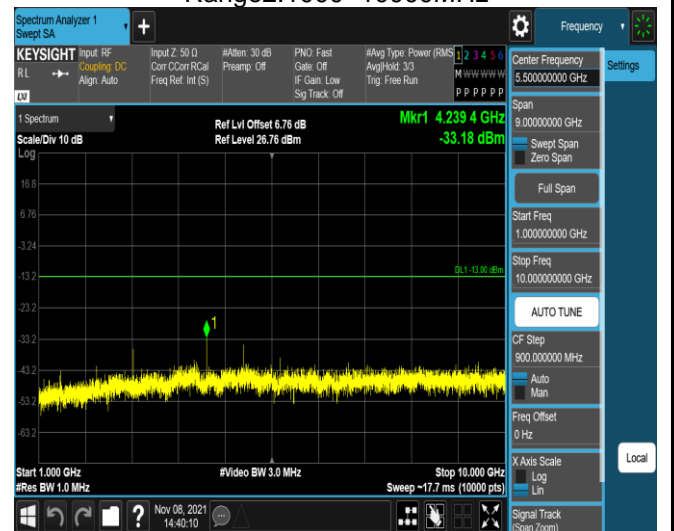 Range2:1000~10000MHz
Spectrum Analyzer 1
Swept SA
+
Frequency
KEYSIGHT
RL
LXI
Input: RF
Coupling: DC
Align: Auto
Input Z: 50 Ω
Corr CCorr RCal
Freq Ref: Int (S)
#Atten: 30 dB
Preamp: Off
PNO: Fast
Gate: Off
IF Gain: Low
Sig Track: Off
#Avg Type: Power (RMS
Avg|Hold: 3/3
Trig: Free Run
1 2 3 4 5 6
M W W W W W
P P P P P P
1 Spectrum
Scale/Div 10 dB
Log
Ref Lvl Offset 6.76 dB
Ref Level 26.76 dBm
Mkr1 4.239 4 GHz
-33.18 dBm
16.8
6.76
-3.24
-13.2
DL1 -13.00 dBm
-23.2
1
-33.2
-43.2
-53.2
-63.2
Start 1.000 GHz
#Res BW 1.0 MHz
#Video BW 3.0 MHz
Stop 10.000 GHz
Sweep ~17.7 ms (10000 pts)
?
Nov 08, 2021
14:40:10
Center Frequency
5.500000000 GHz
Settings
Span
9.00000000 GHz
Swept Span
Zero Span
Full Span
Start Freq
1.000000000 GHz
Stop Freq
10.000000000 GHz
AUTO TUNE
CF Step
900.000000 MHz
Auto
Man
Freq Offset
0 Hz
X Axis Scale
Log
Lin
Local
Signal Track
(Span Zoom)